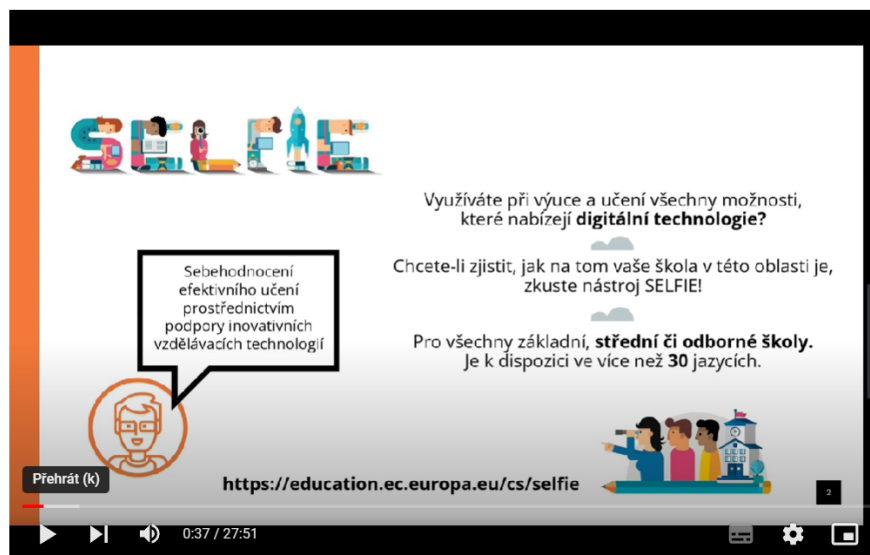 SELFIE
Využíváte při výuce a učení všechny možnosti,
které nabízejí digitální technologie?
Chcete-li zjistit, jak na tom vaše škola v této oblasti je,
zkuste nástroj SELFIE!
Pro všechny základní, střední či odborné školy.
Je k dispozici ve více než 30 jazycích.
Sebehodnocení
efektivního učení
prostřednictvím
podpory inovativních
vzdělávacích technologií
https://education.ec.europa.eu/cs/selfie
2
Přehrát (k)
0:37 / 27:51